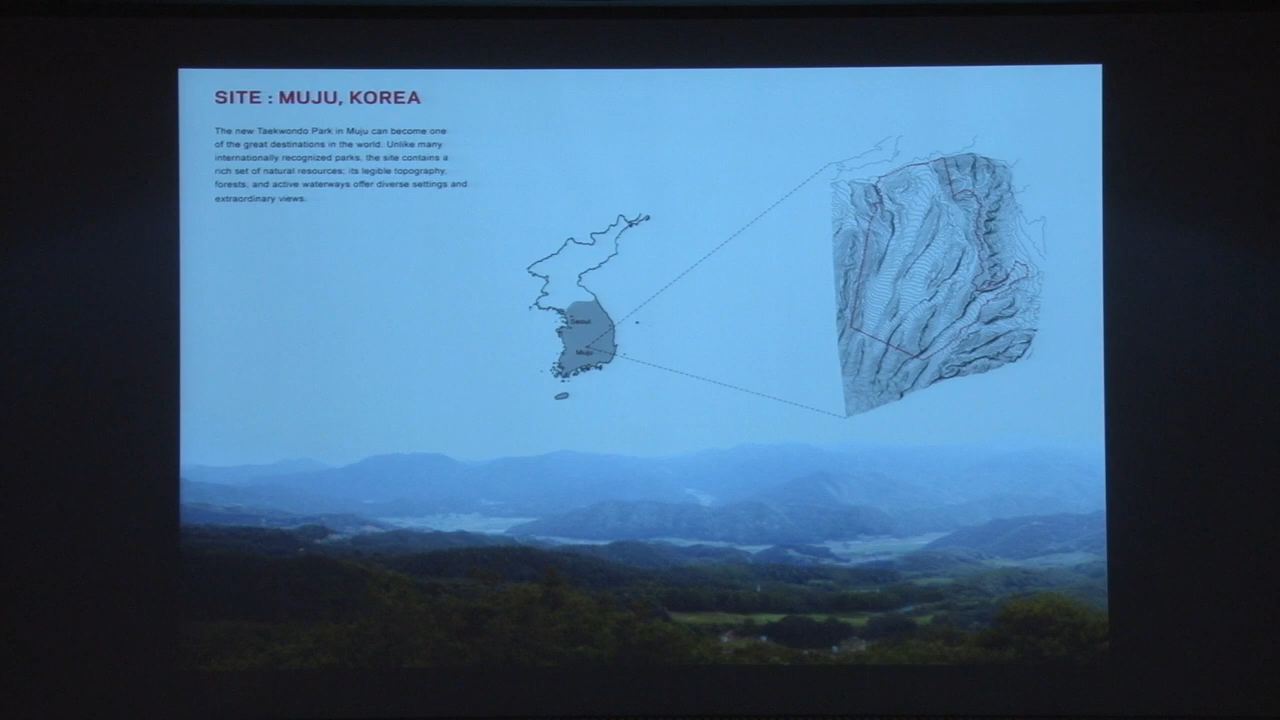 SITE : MUJU, KOREA
The new Taekwondo Park in Muju can become one
of the great destinations in the world. Unlike many
internationally recognized parks, the site contains a
rich set of natural resources; its legible topography,
forests, and active waterways offer diverse settings and
extraordinary views.
Seoul
Muju